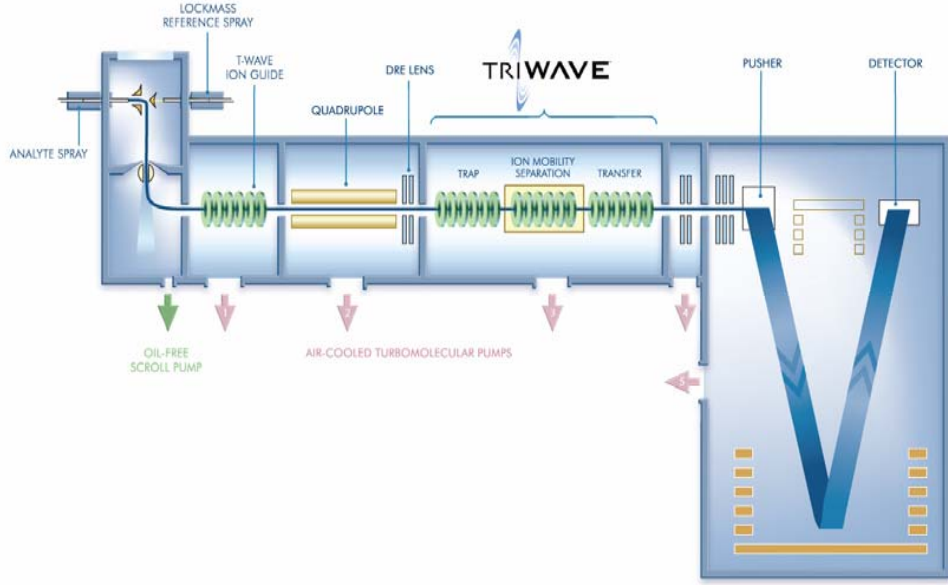 LOCKMASS
REFERENCE SPRAY
T-WAVE
ION GUIDE
DRE LENS
TRIWAVE™
PUSHER
DETECTOR
QUADRUPOLE
ANALYTE SPRAY
TRAP
ION MOBILITY
SEPARATION
TRANSFER
1
2
3
4
OIL-FREE
SCROLL PUMP
AIR-COOLED TURBOMOLECULAR PUMPS
5